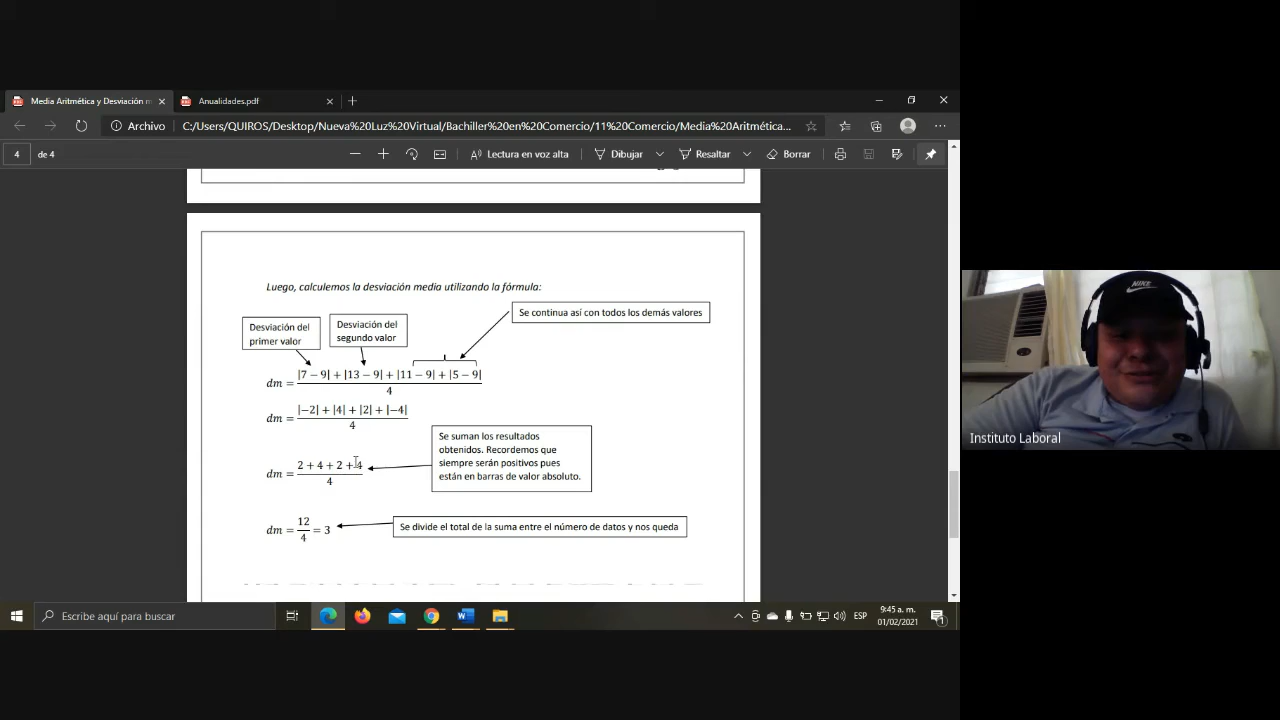 Media Aritmética y Desviación m
Anualidades.pdf
Archivo
C:/Users/QUIROS/Desktop/Nueva%20Luz%20Virtual/Bachiller%20en%20Comercio/11%20Comercio/Media%20Aritmética...
4 de 4
Lectura en voz alta
Dibujar
Resaltar
Borrar
Luego, calculemos la desviación media utilizando la fórmula:
Se continua así con todos los demás valores
Desviación del
primer valor
Desviación del
segundo valor
dm = |7 − 9| + |13 − 9| + |11 − 9| + |5 − 9|
4
dm = |−2| + |4| + |2| + |−4|
4
Se suman los resultados
obtenidos. Recordemos que
siempre serán positivos pues
están en barras de valor absoluto.
dm = 2 + 4 + 2 + 4
4
dm = 12
4
= 3
Se divide el total de la suma entre el número de datos y nos queda
NIKE
Instituto Laboral
Escribe aquí para buscar
ESP
9:45 a. m.
01/02/2021
1